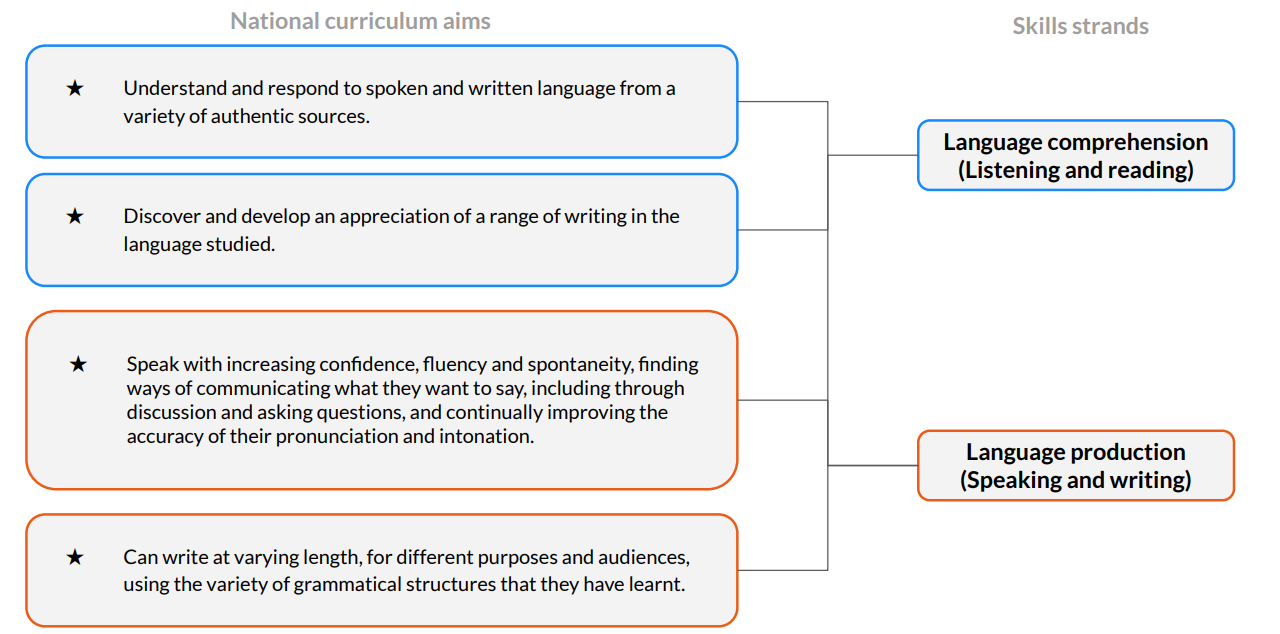 National curriculum aims
Skills strands
★ Understand and respond to spoken and written language from a
variety of authentic sources.
★ Discover and develop an appreciation of a range of writing in the
language studied.
★ Speak with increasing confidence, fluency and spontaneity, finding
ways of communicating what they want to say, including through
discussion and asking questions, and continually improving the
accuracy of their pronunciation and intonation.
★ Can write at varying length, for different purposes and audiences,
using the variety of grammatical structures that they have learnt.
Language comprehension
(Listening and reading)
Language production
(Speaking and writing)